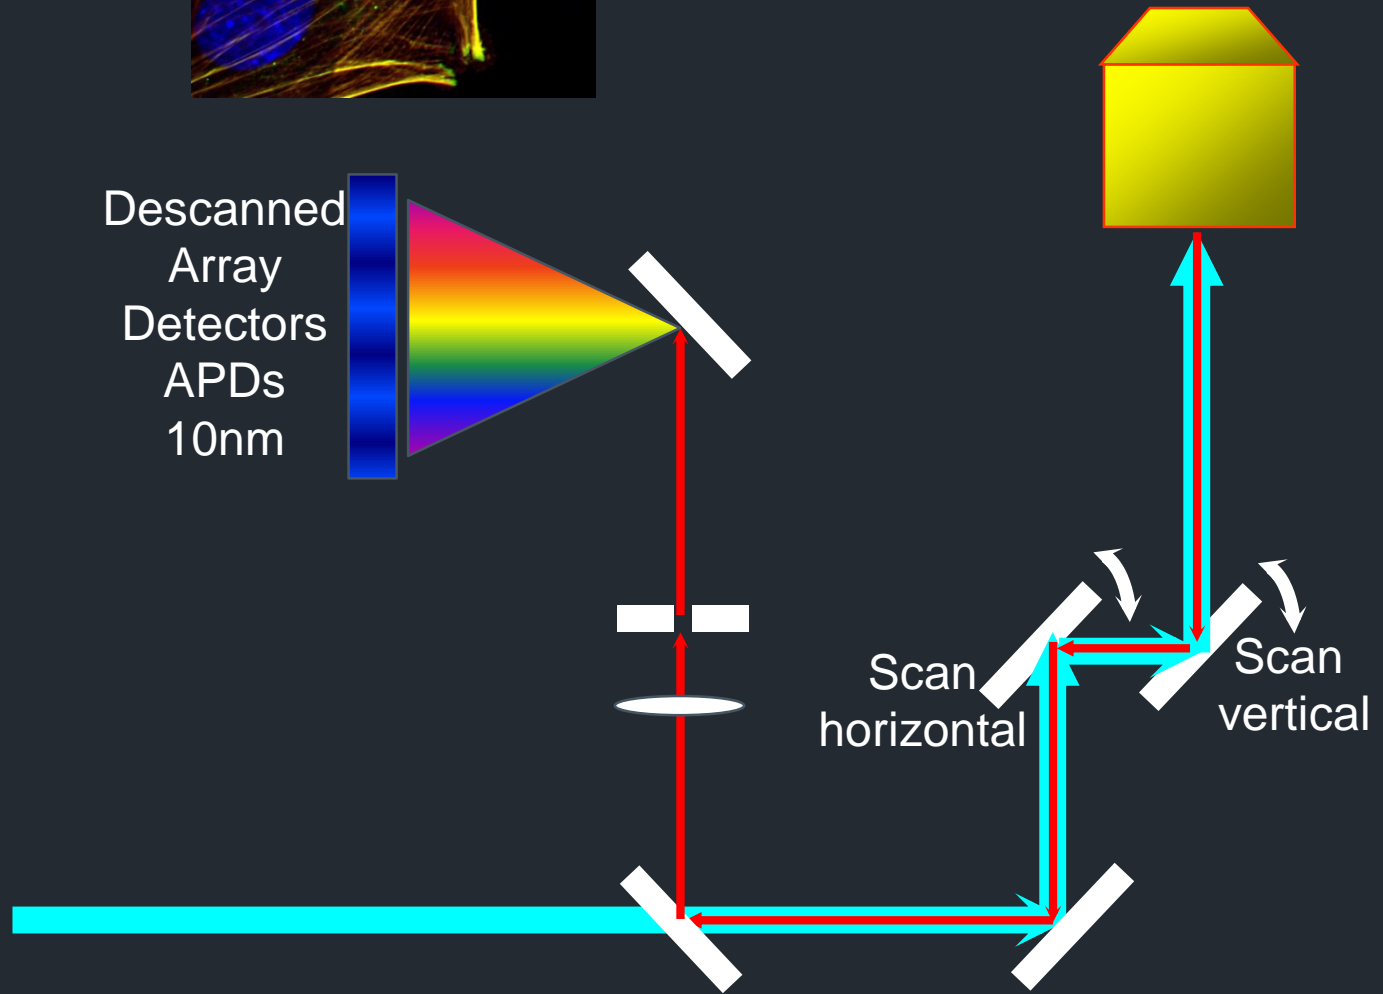 Descanned
Array
Detectors
APDs
10nm
Scan
horizontal
Scan
vertical